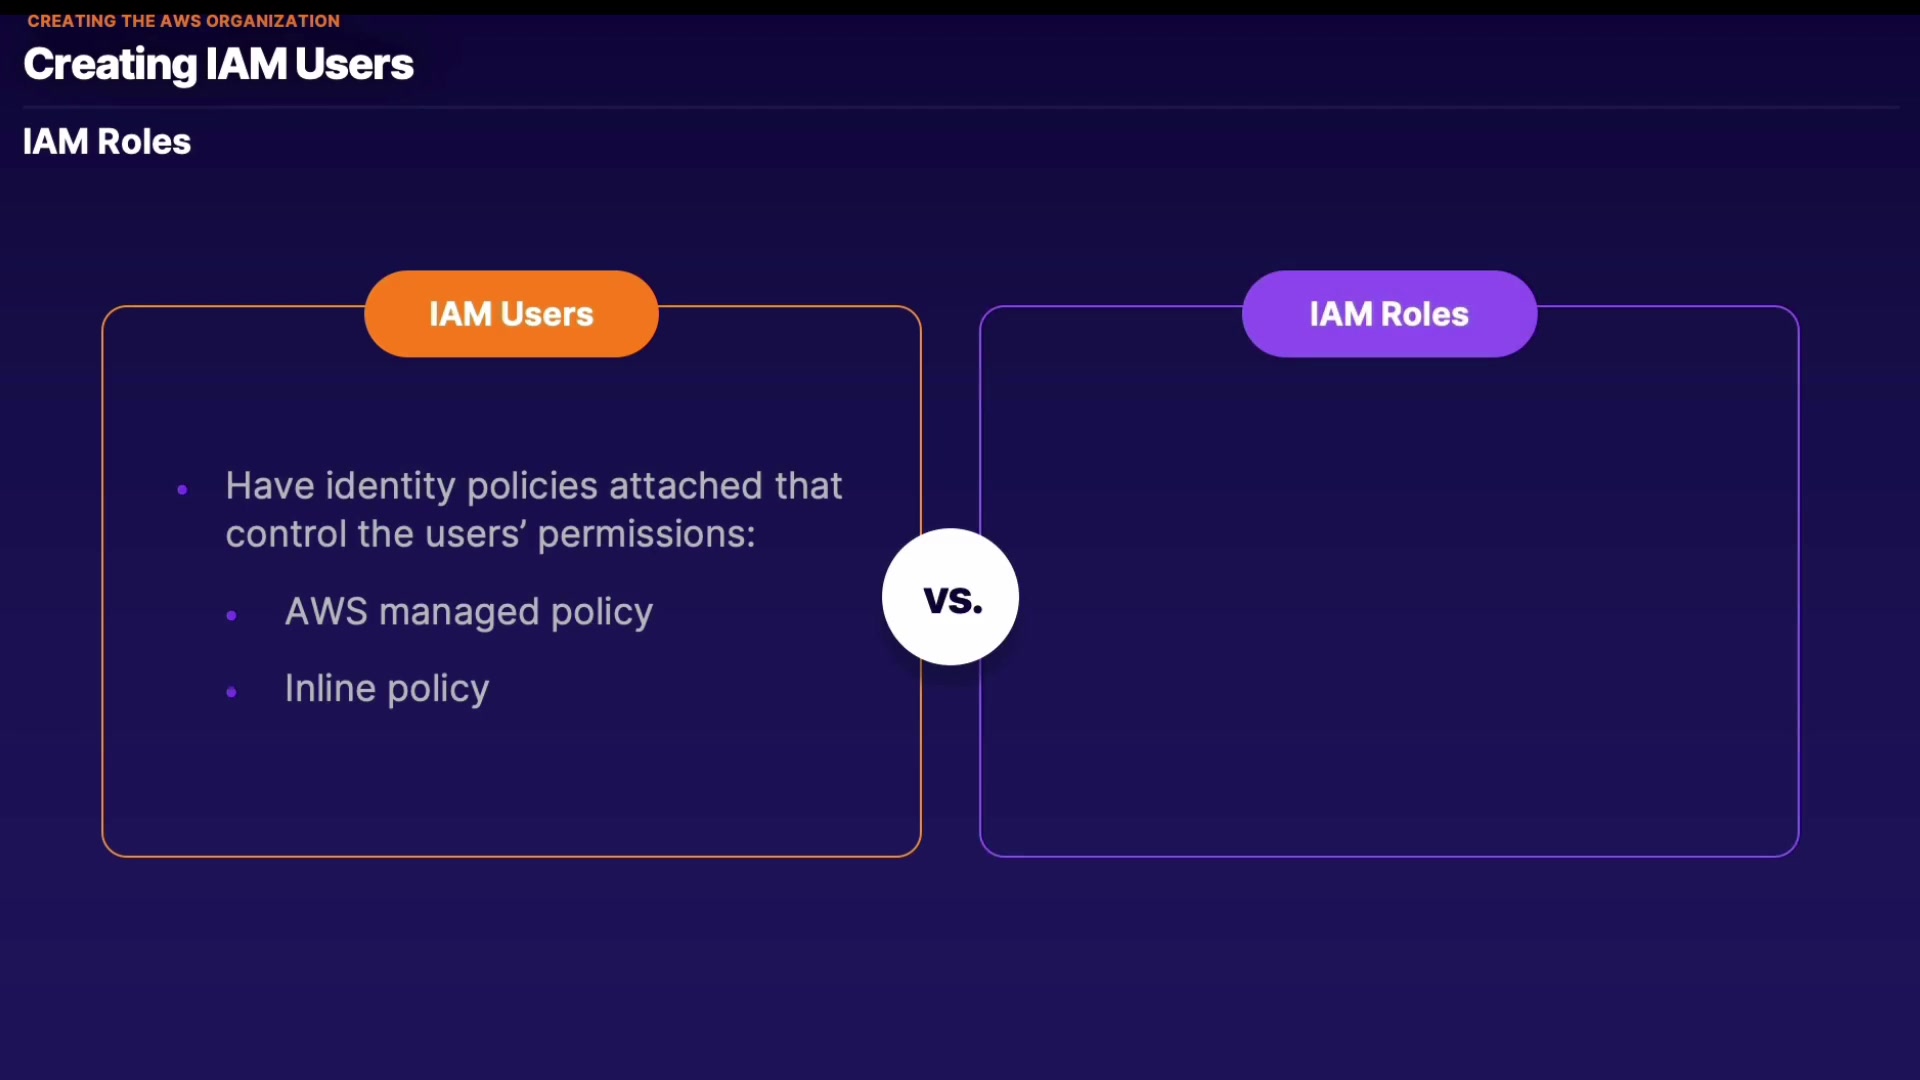 CREATING THE AWS ORGANIZATION
Creating IAM Users
IAM Roles
IAM Users
Have identity policies attached that
control the users’ permissions:
AWS managed policy
Inline policy
vs.
IAM Roles